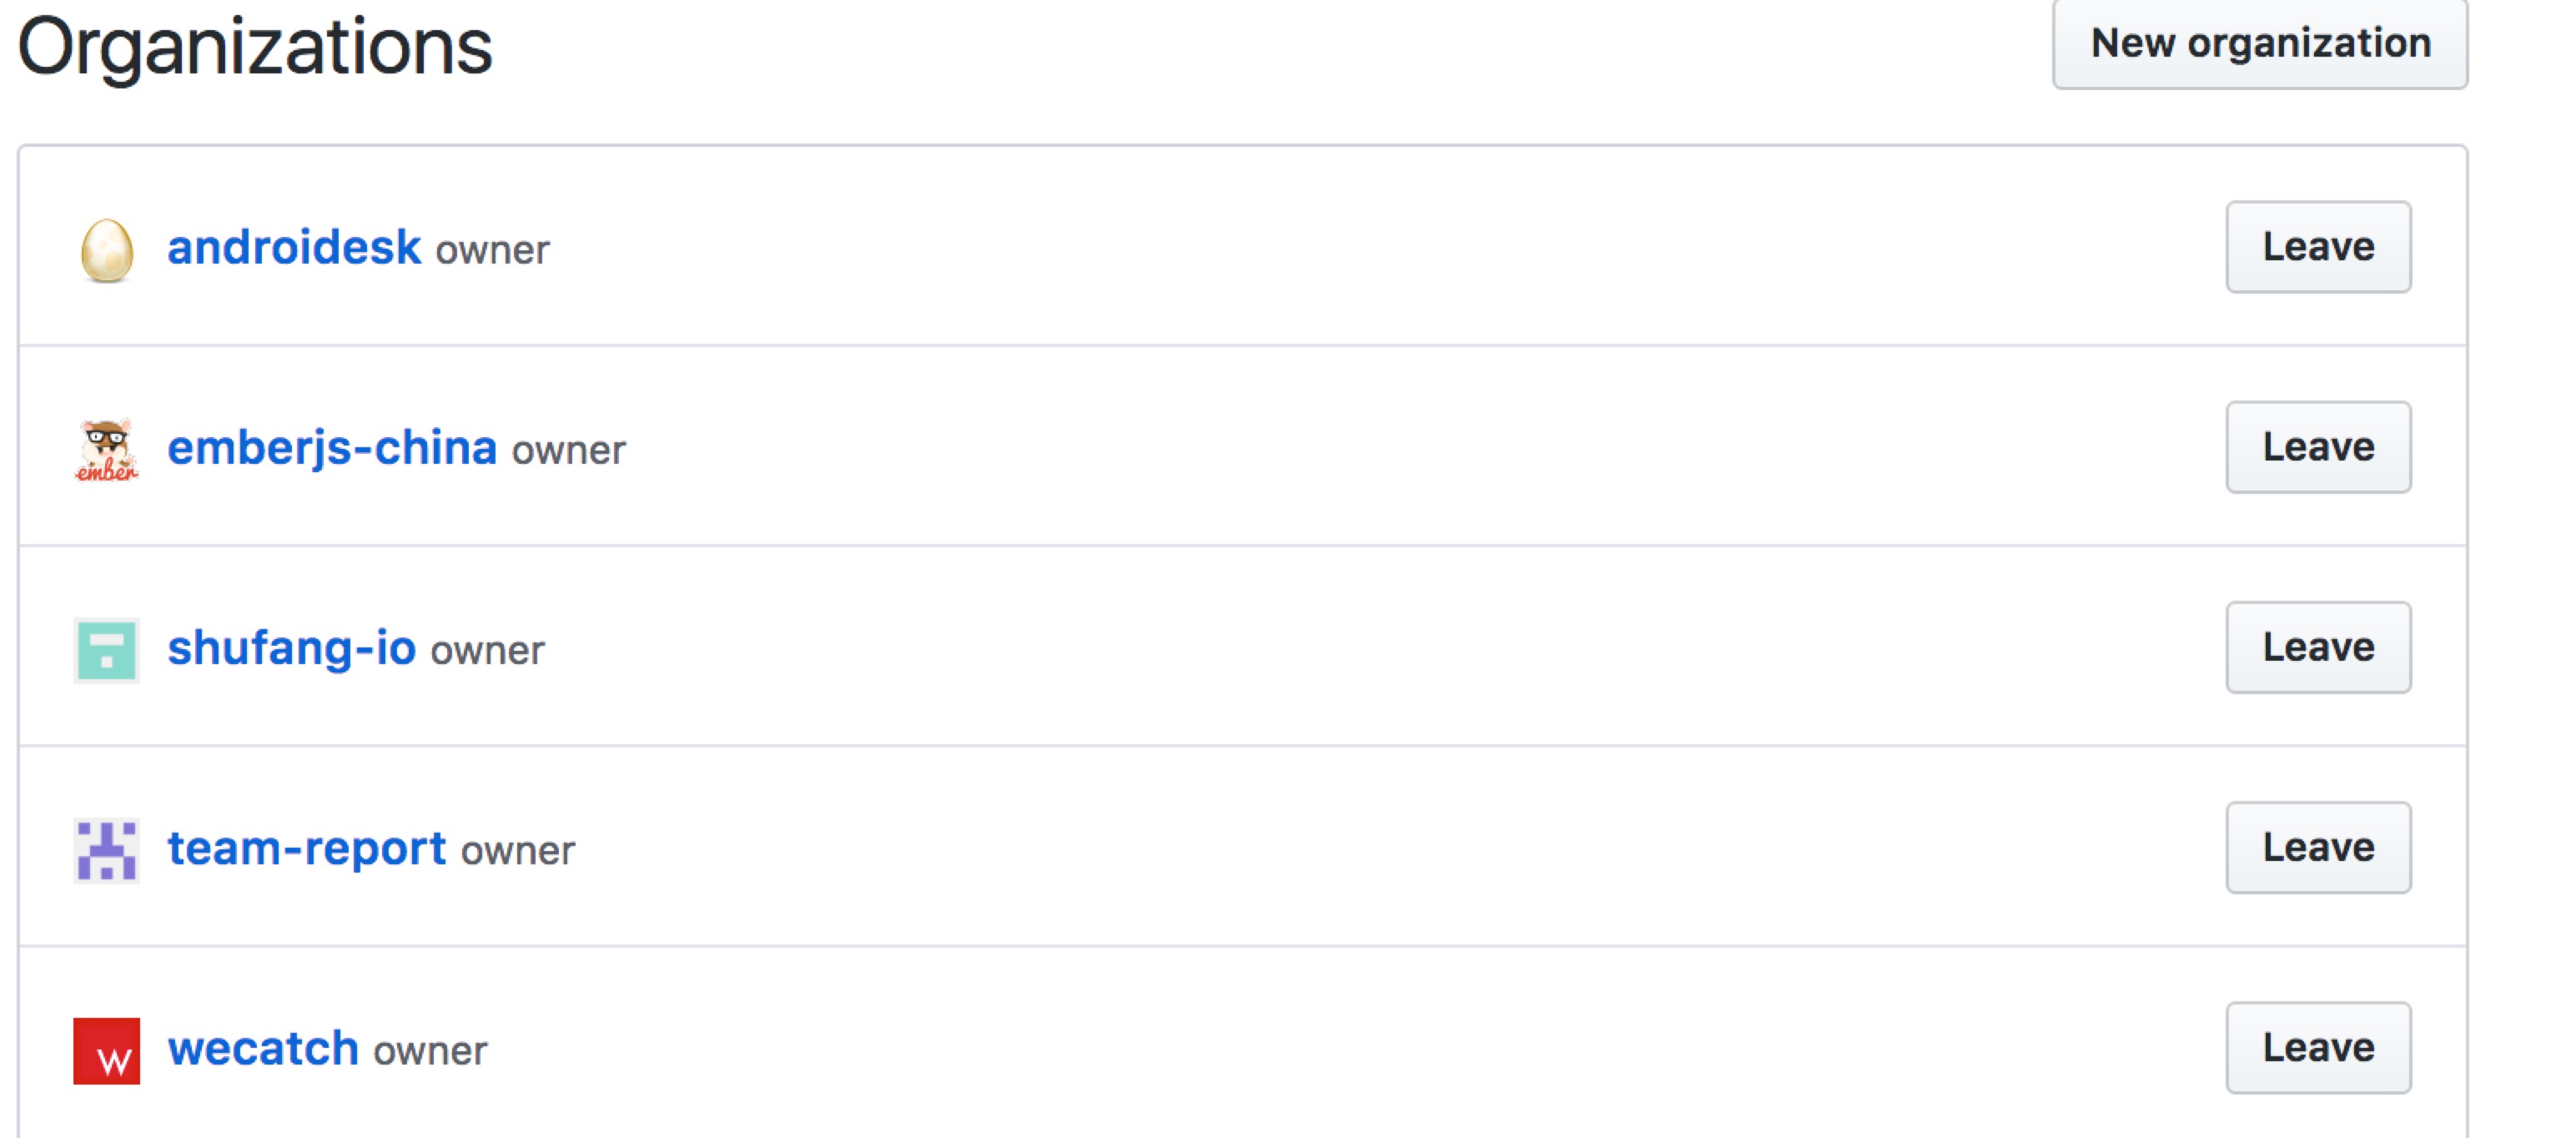 Organizations New organization
androidesk owner Leave
emberjs-china owner Leave
ember
shufang-io owner Leave
team-report owner Leave
wecatch owner Leave
W